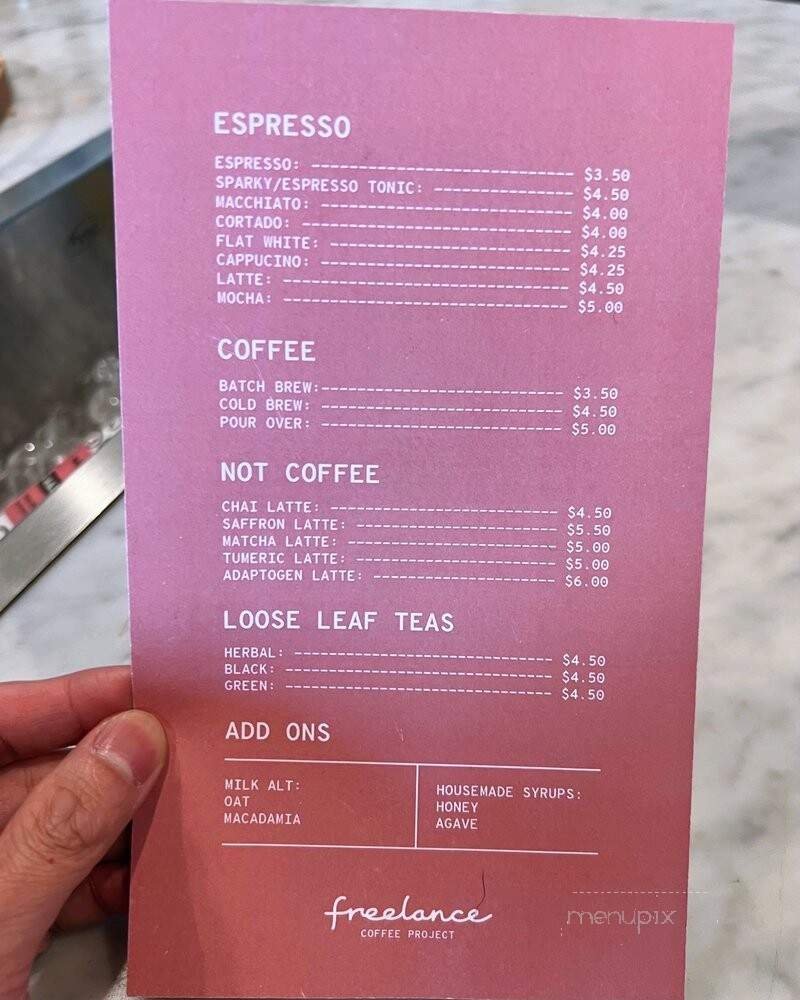 ESPRESSO
ESPRESSO: $3.50
SPARKY/ESPRESSO TONIC: $4.50
MACCHIATO: $4.00
CORTADO: $4.00
FLAT WHITE: $4.25
CAPPUCINO: $4.25
LATTE: $4.50
MOCHA: $5.00
COFFEE
BATCH BREW: $3.50
COLD BREW: $4.50
POUR OVER: $5.00
NOT COFFEE
CHAI LATTE: $4.50
SAFFRON LATTE: $5.50
MATCHA LATTE: $5.00
TUMERIC LATTE: $5.00
ADAPTOGEN LATTE: $6.00
LOOSE LEAF TEAS
HERBAL: $4.50
BLACK: $4.50
GREEN: $4.50
ADD ONS
MILK ALT:
OAT
MACADAMIA
HOUSEMADE SYRUPS:
HONEY
AGAVE
freelance
COFFEE PROJECT
menupix